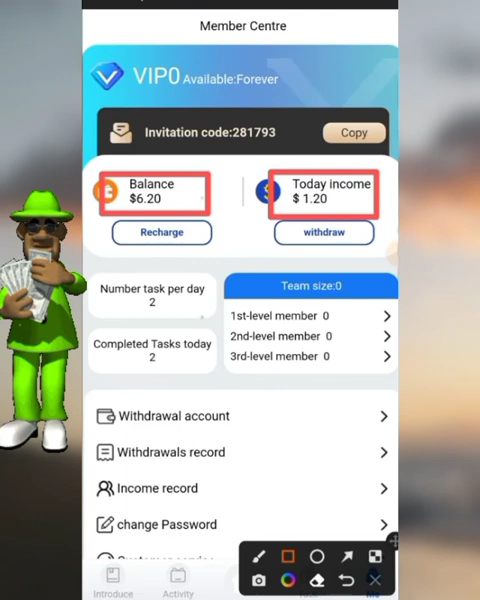 Member Centre
VIP0 Available:Forever
Invitation code:281793
Copy
Balance
$6.20
Today income
$ 1.20
Recharge
withdraw
Number task per day
2
Completed Tasks today
2
Team size:0
1st-level member 0
2nd-level member 0
3rd-level member 0
Withdrawal account
Withdrawals record
Income record
change Password
Introduce
Activity